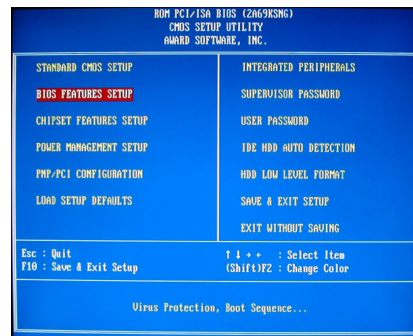 ROM PCI/ISA BIOS (2A69KSNG)
CMOS SETUP UTILITY
AWARD SOFTWARE, INC.
STANDARD CMOS SETUP
BIOS FEATURES SETUP
CHIPSET FEATURES SETUP
POWER MANAGEMENT SETUP
PNP/PCI CONFIGURATION
LOAD SETUP DEFAULTS
INTEGRATED PERIPHERALS
SUPERVISOR PASSWORD
USER PASSWORD
IDE HDD AUTO DETECTION
HDD LOW LEVEL FORMAT
SAVE & EXIT SETUP
EXIT WITHOUT SAVING
Esc : Quit
F10 : Save & Exit Setup
↑ ↓ → ← : Select Item
(Shift)F2 : Change Color
Virus Protection, Boot Sequence...